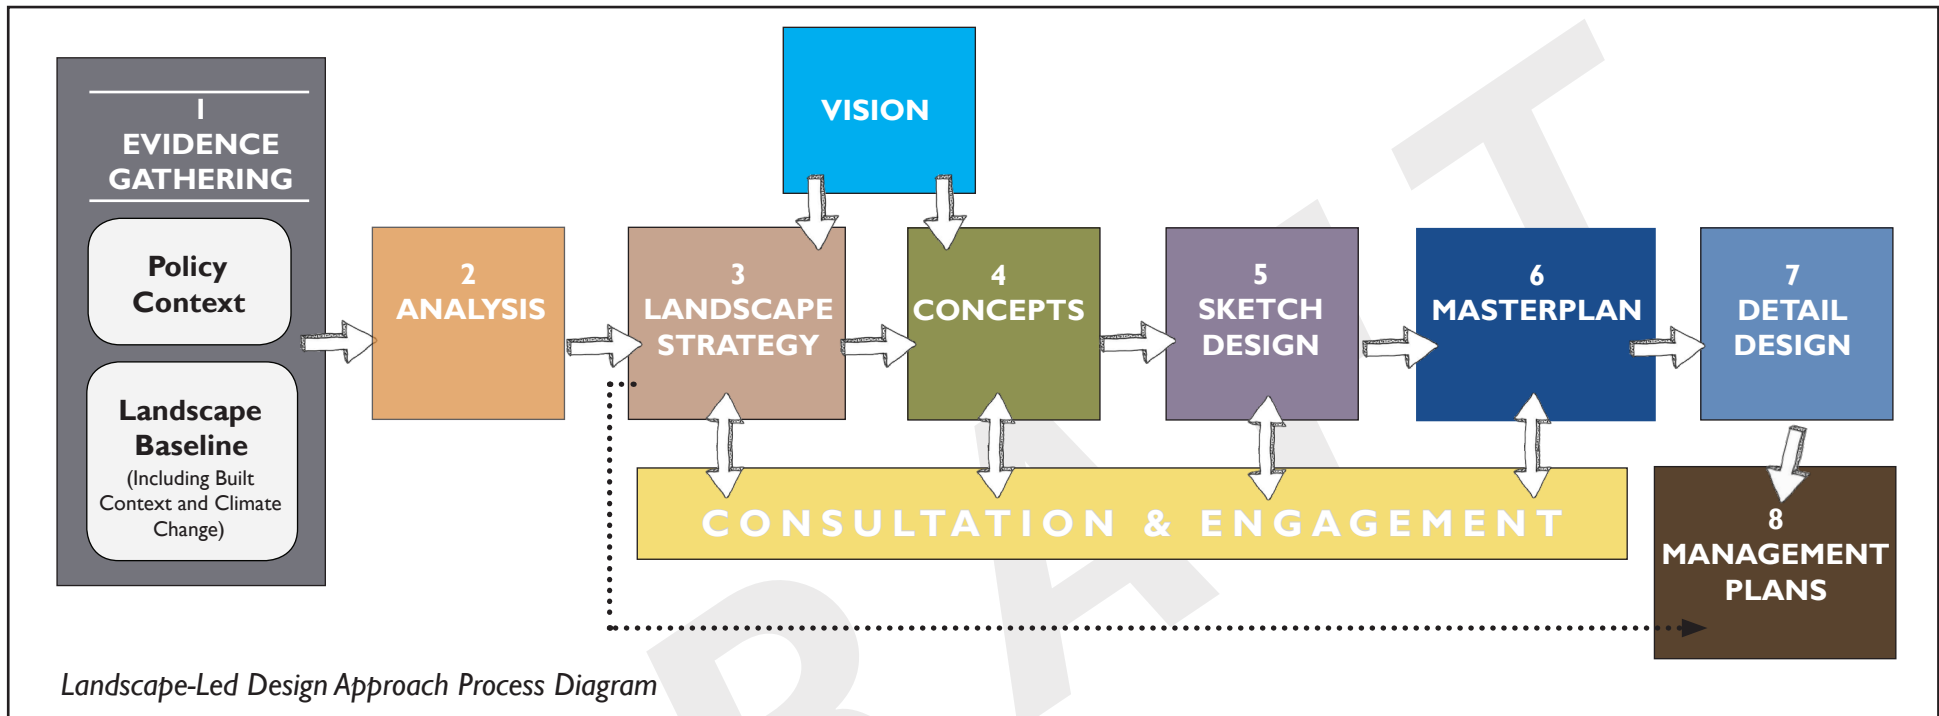 1
EVIDENCE
GATHERING
Policy
Context
Landscape
Baseline
(Including Built
Context and Climate
Change)
2
ANALYSIS
VISION
3
LANDSCAPE
STRATEGY
4
CONCEPTS
5
SKETCH
DESIGN
6
MASTERPLAN
7
DETAIL
DESIGN
CONSULTATION & ENGAGEMENT
8
MANAGEMENT
PLANS
Landscape-Led Design Approach Process Diagram
RAFT